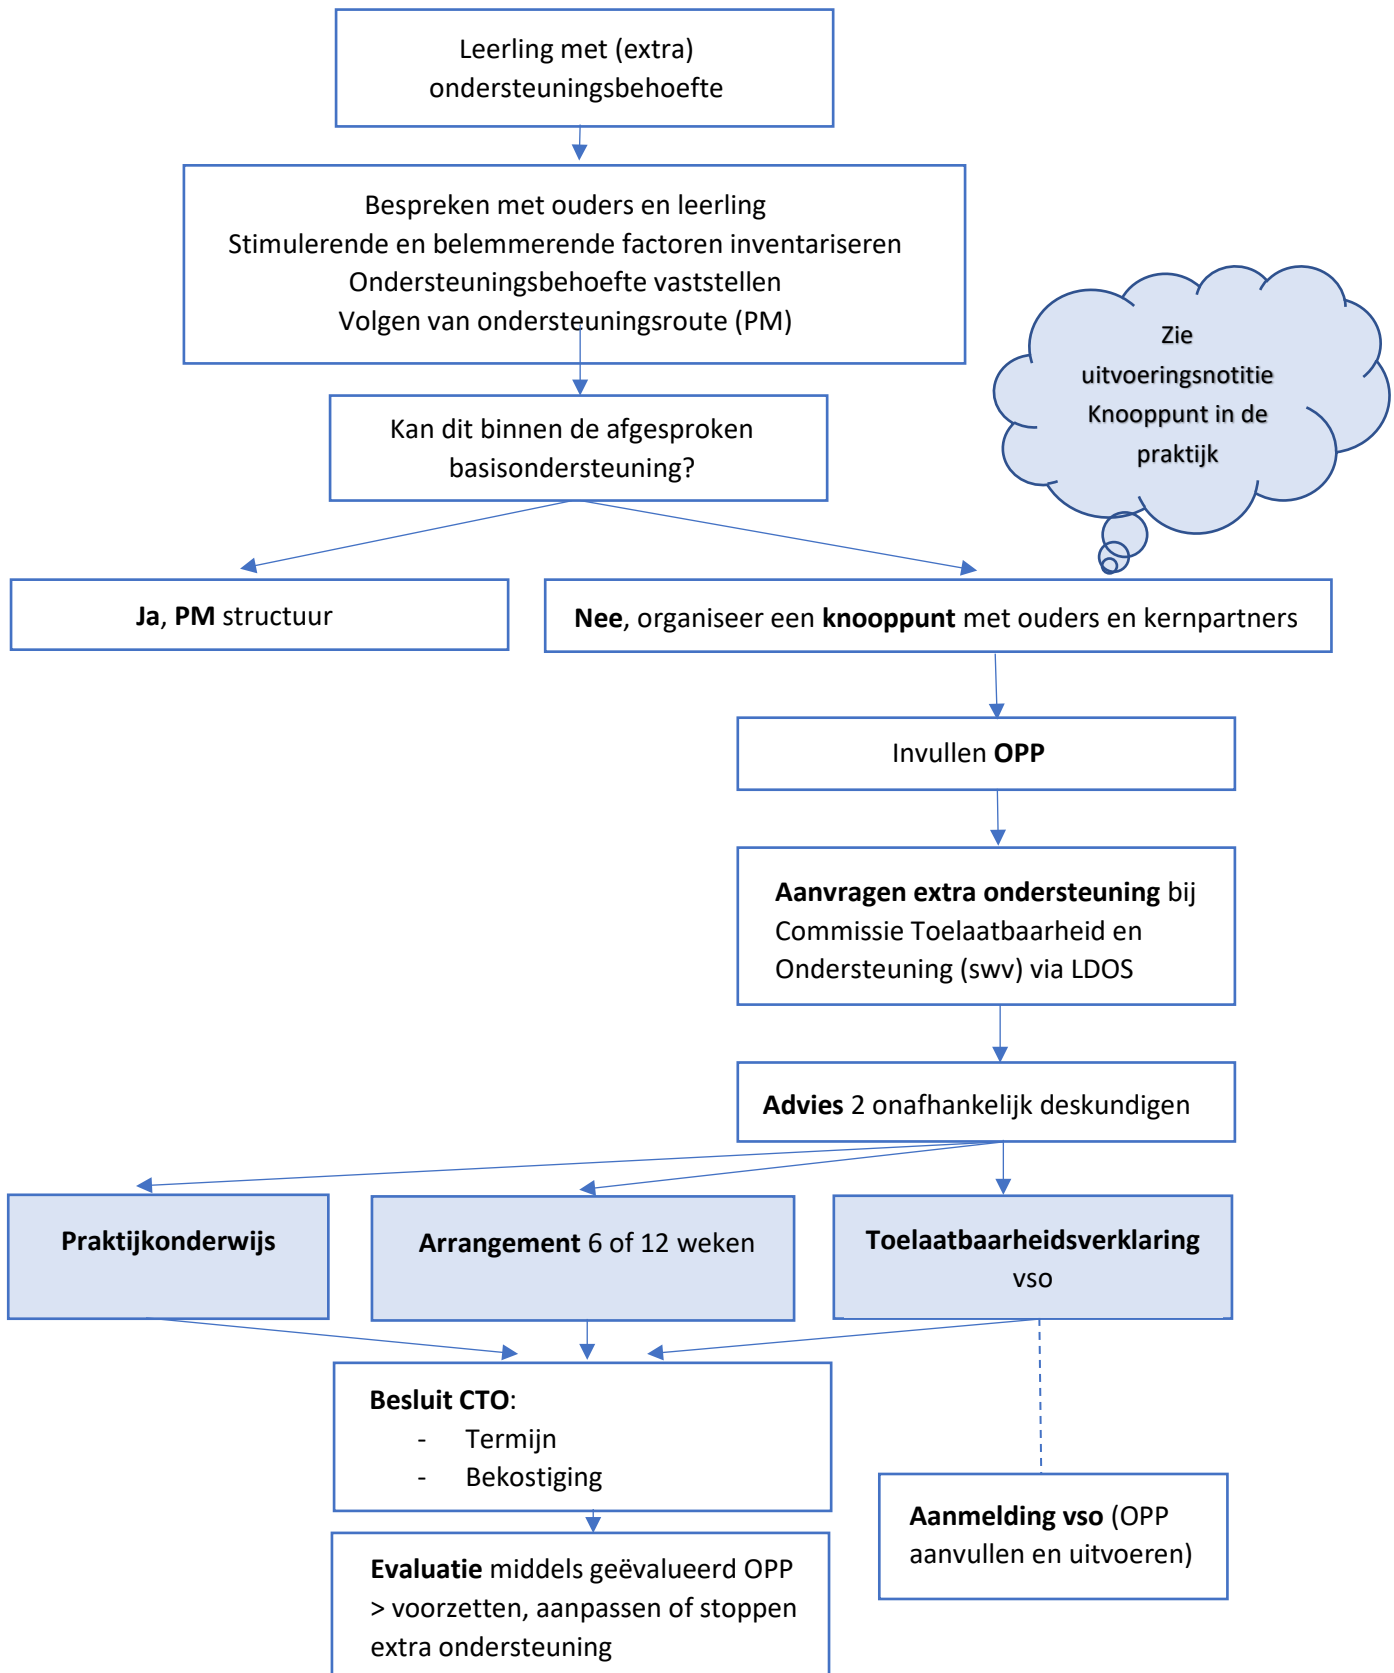 Leerling met (extra)
ondersteuningsbehoefte
Bespreken met ouders en leerling
Stimulerende en belemmerende factoren inventariseren
Ondersteuningsbehoefte vaststellen
Volgen van ondersteuningsroute (PM)
Zie
uitvoeringsnotitie
Knooppunt in de
praktijk
Kan dit binnen de afgesproken
basisondersteuning?
Ja, PM structuur
Nee, organiseer een knooppunt met ouders en kernpartners
Invullen OPP
Aanvragen extra ondersteuning bij
Commissie Toelaatbaarheid en
Ondersteuning (swv) via LDOS
Advies 2 onafhankelijk deskundigen
Praktijkonderwijs
Arrangement 6 of 12 weken
Toelaatbaarheidsverklaring
vso
Besluit CTO:
- Termijn
- Bekostiging
Aanmelding vso (OPP
aanvullen en uitvoeren)
Evaluatie middels geëvalueerd OPP
> voorzetten, aanpassen of stoppen
extra ondersteuning